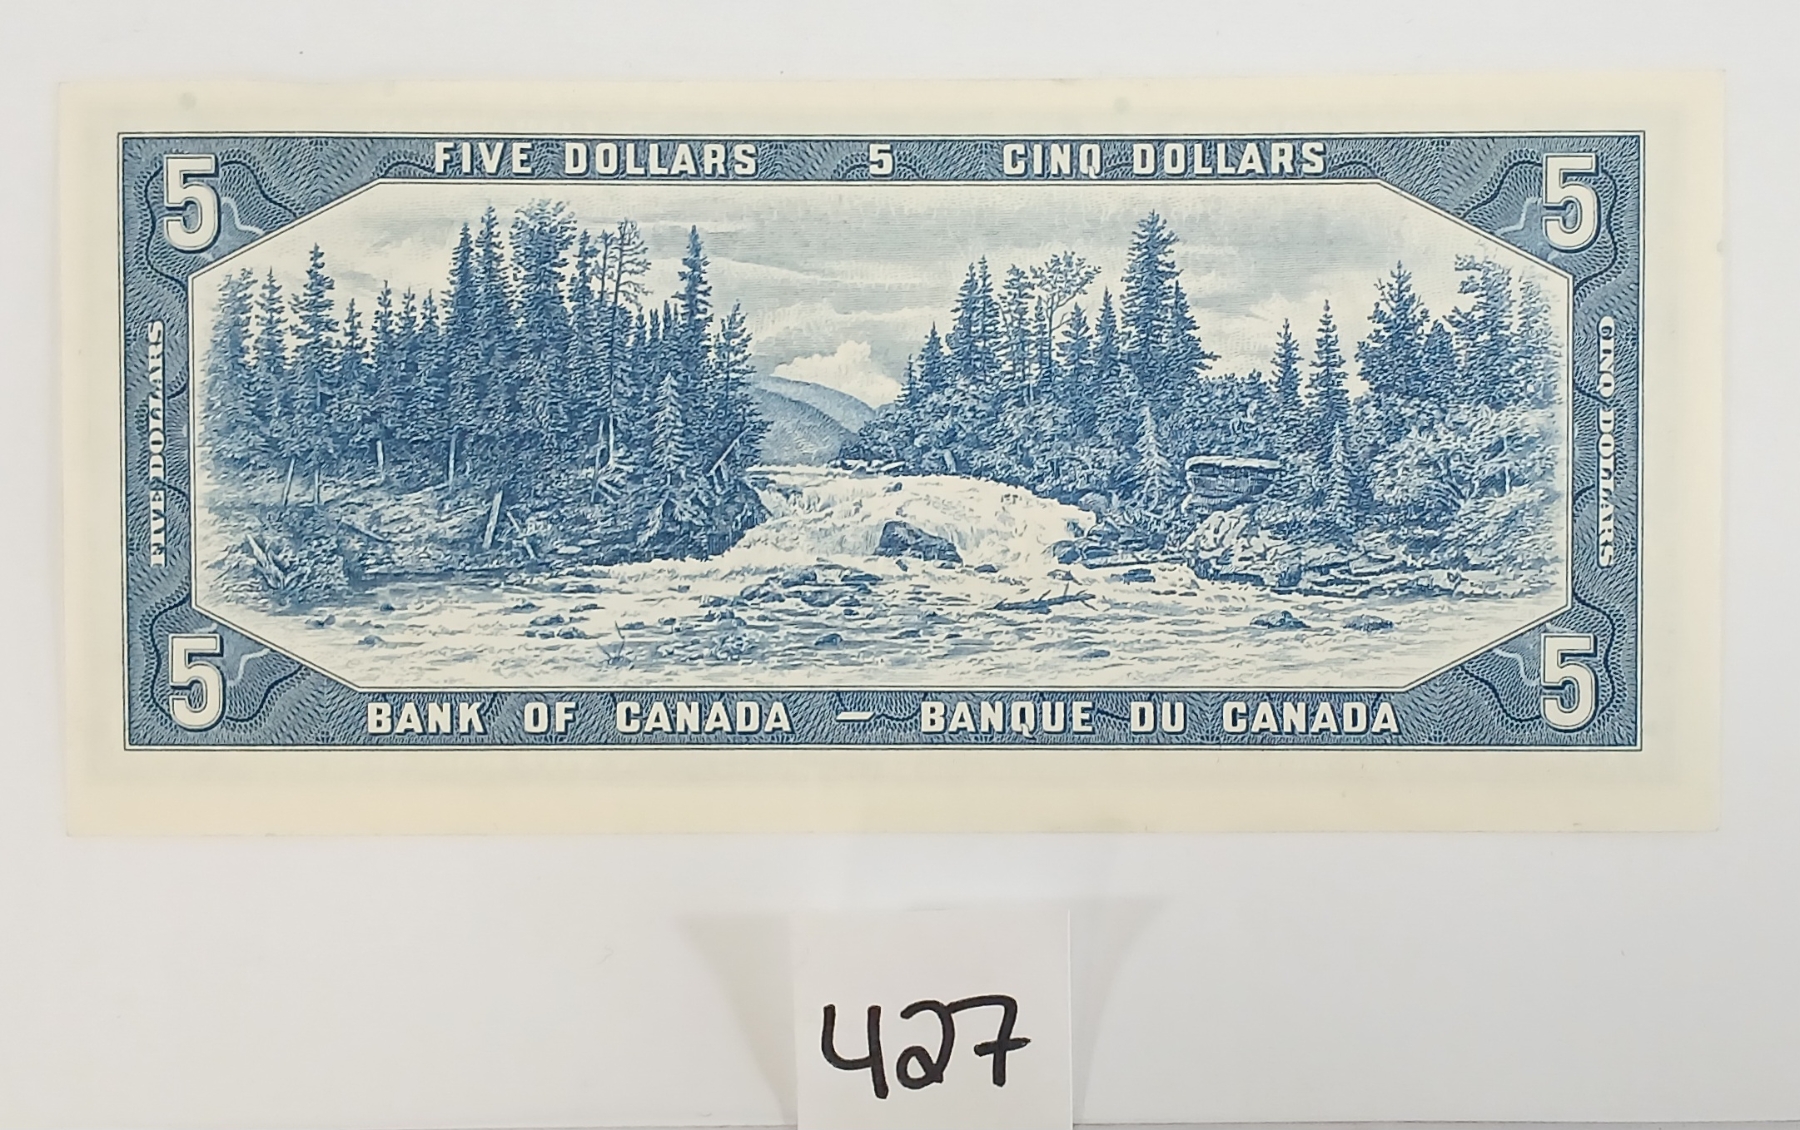 FIVE DOLLARS 5 CINQ DOLLARS
5
5
FIVE DOLLARS
CINQ DOLLARS
5
5
BANK OF CANADA – BANQUE DU CANADA
427